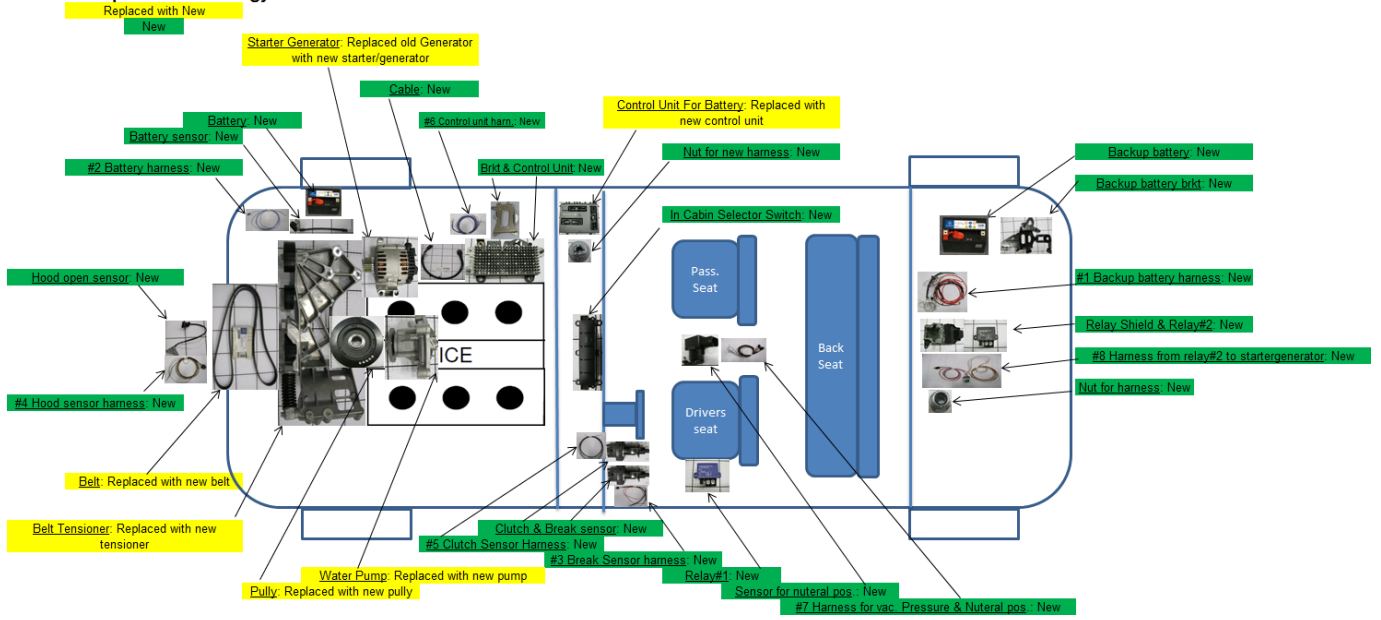 Replaced with New
New
Starter Generator: Replaced old Generator
with new starter/generator
Cable: New
Control Unit For Battery: Replaced with
new control unit
Battery: New
#6 Control unit harn.: New
Battery sensor: New
Nut for new harness: New
Backup battery: New
#2 Battery harness: New
Brkt & Control Unit: New
Backup battery brkt: New
In Cabin Selector Switch: New
Hood open sensor: New
Pass.
Seat
#1 Backup battery harness: New
Relay Shield & Relay#2: New
ICE
Back
Seat
#8 Harness from relay#2 to startergenerator: New
Nut for harness: New
#4 Hood sensor harness: New
Drivers
seat
Belt: Replaced with new belt
Belt Tensioner: Replaced with new
tensioner
Clutch & Break sensor: New
#5 Clutch Sensor Harness: New
#3 Break Sensor harness: New
Water Pump: Replaced with new pump
Relay#1: New
Pully: Replaced with new pully
Sensor for nuteral pos.: New
#7 Harness for vac. Pressure & Nuteral pos.: New